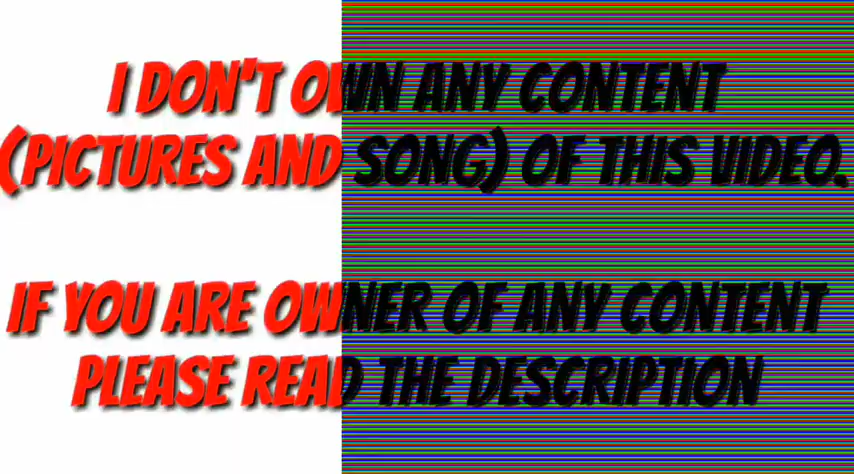 I DON'T OWN ANY CONTENT
(PICTURES AND SONG) OF THIS VIDEO.
IF YOU ARE OWNER OF ANY CONTENT
PLEASE READ THE DESCRIPTION